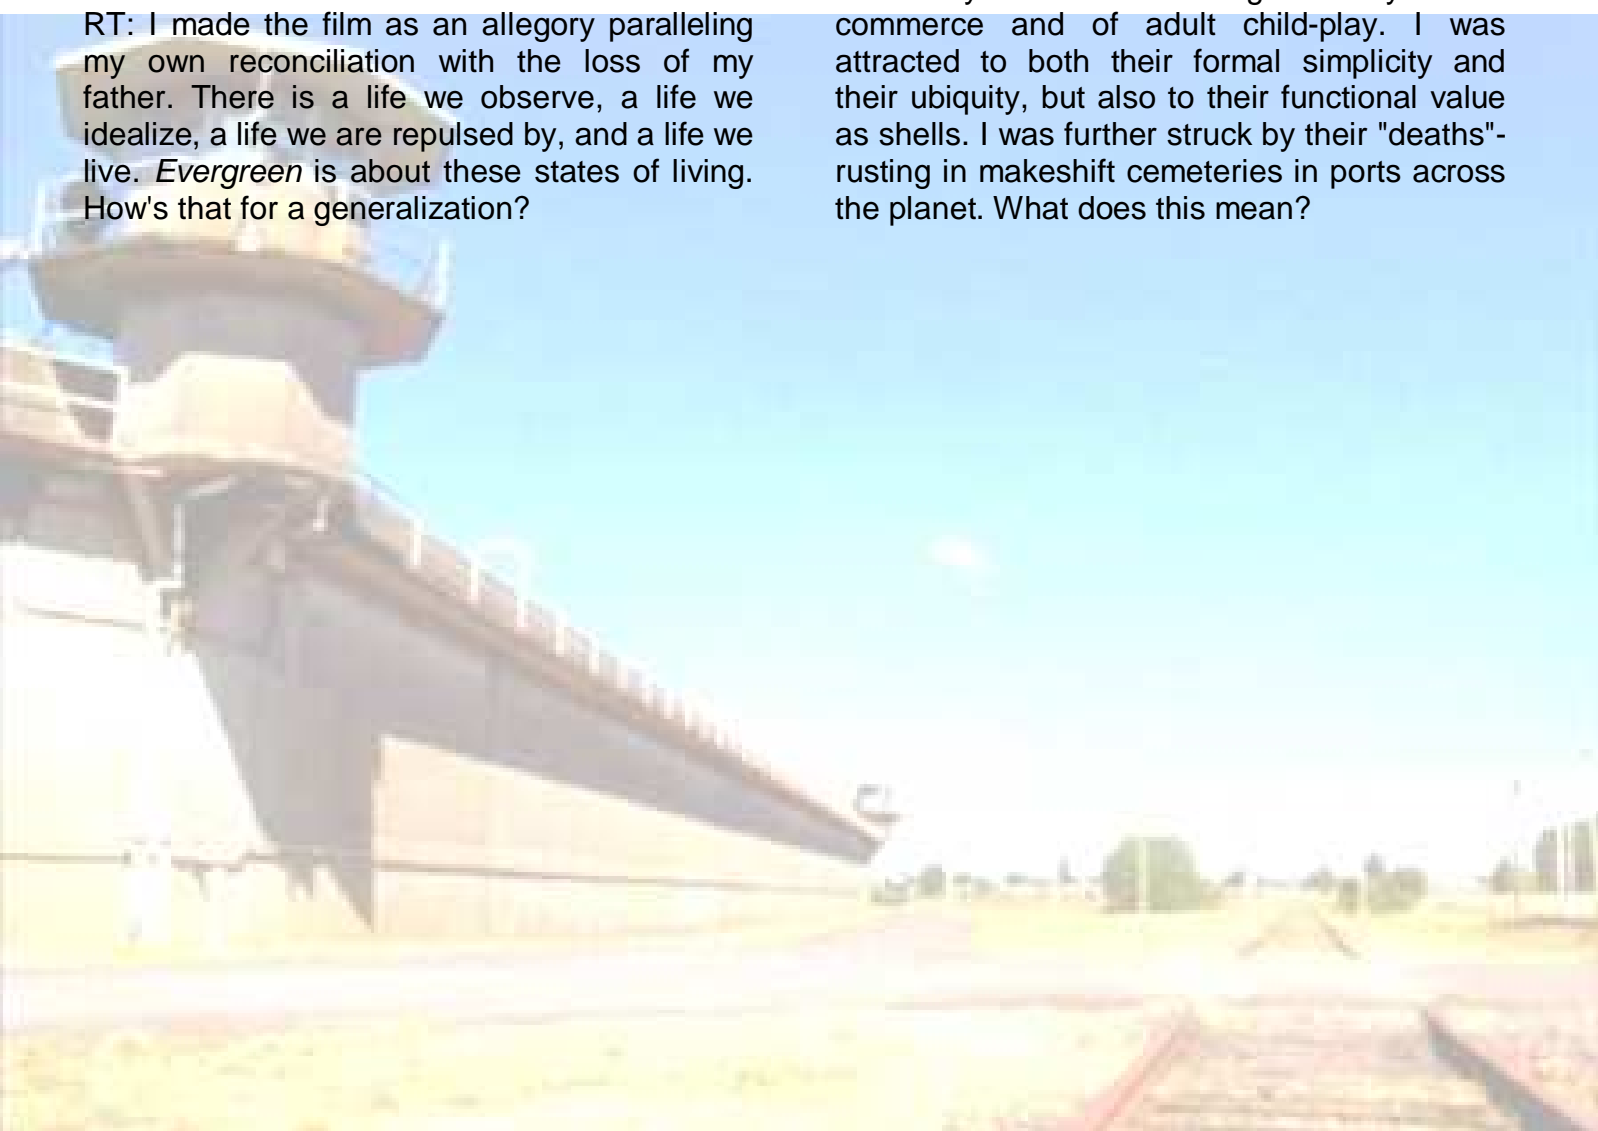 RT: I made the film as an allegory paralleling
my own reconciliation with the loss of my
father. There is a life we observe, a life we
idealize, a life we are repulsed by, and a life we
live. Evergreen is about these states of living.
How's that for a generalization?
commerce and of adult child-play. I was
attracted to both their formal simplicity and
their ubiquity, but also to their functional value
as shells. I was further struck by their "deaths"-
rusting in makeshift cemeteries in ports across
the planet. What does this mean?